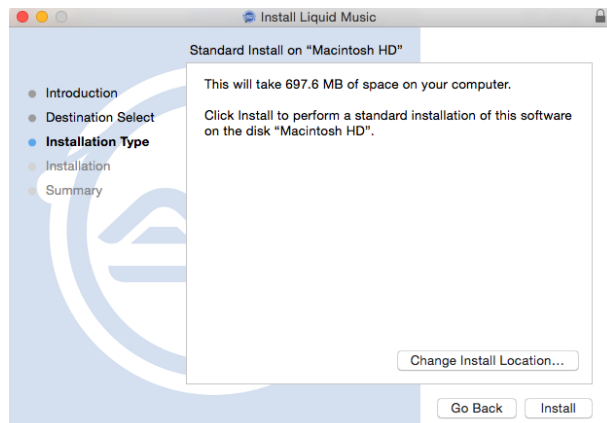 Install Liquid Music
Standard Install on “Macintosh HD”
Introduction
Destination Select
Installation Type
Installation
Summary
This will take 697.6 MB of space on your computer.
Click Install to perform a standard installation of this software
on the disk “Macintosh HD”.
Change Install Location...
Go Back
Install